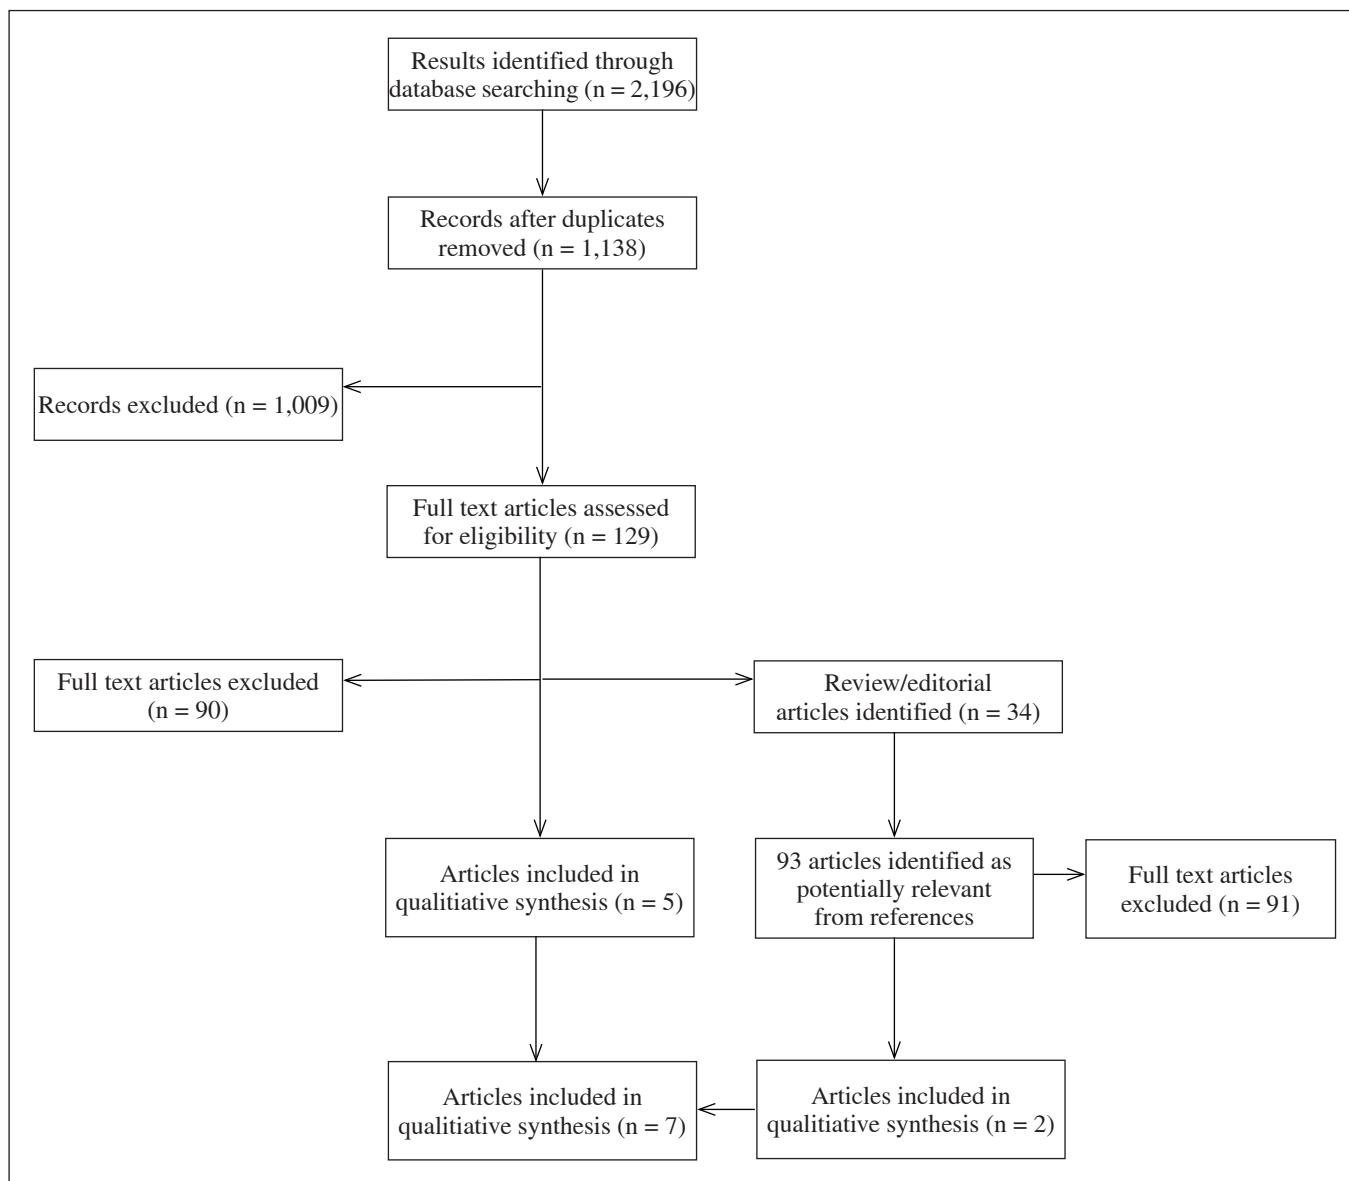 Results identified through
database searching (n = 2,196)
Records after duplicates
removed (n = 1,138)
Records excluded (n = 1,009)
Full text articles assessed
for eligibility (n = 129)
Full text articles excluded
(n = 90)
Review/editorial
articles identified (n = 34)
Articles included in
qualitiative synthesis (n = 5)
93 articles identified as
potentially relevant
from references
Full text articles
excluded (n = 91)
Articles included in
qualitiative synthesis (n = 7)
Articles included in
qualitiative synthesis (n = 2)